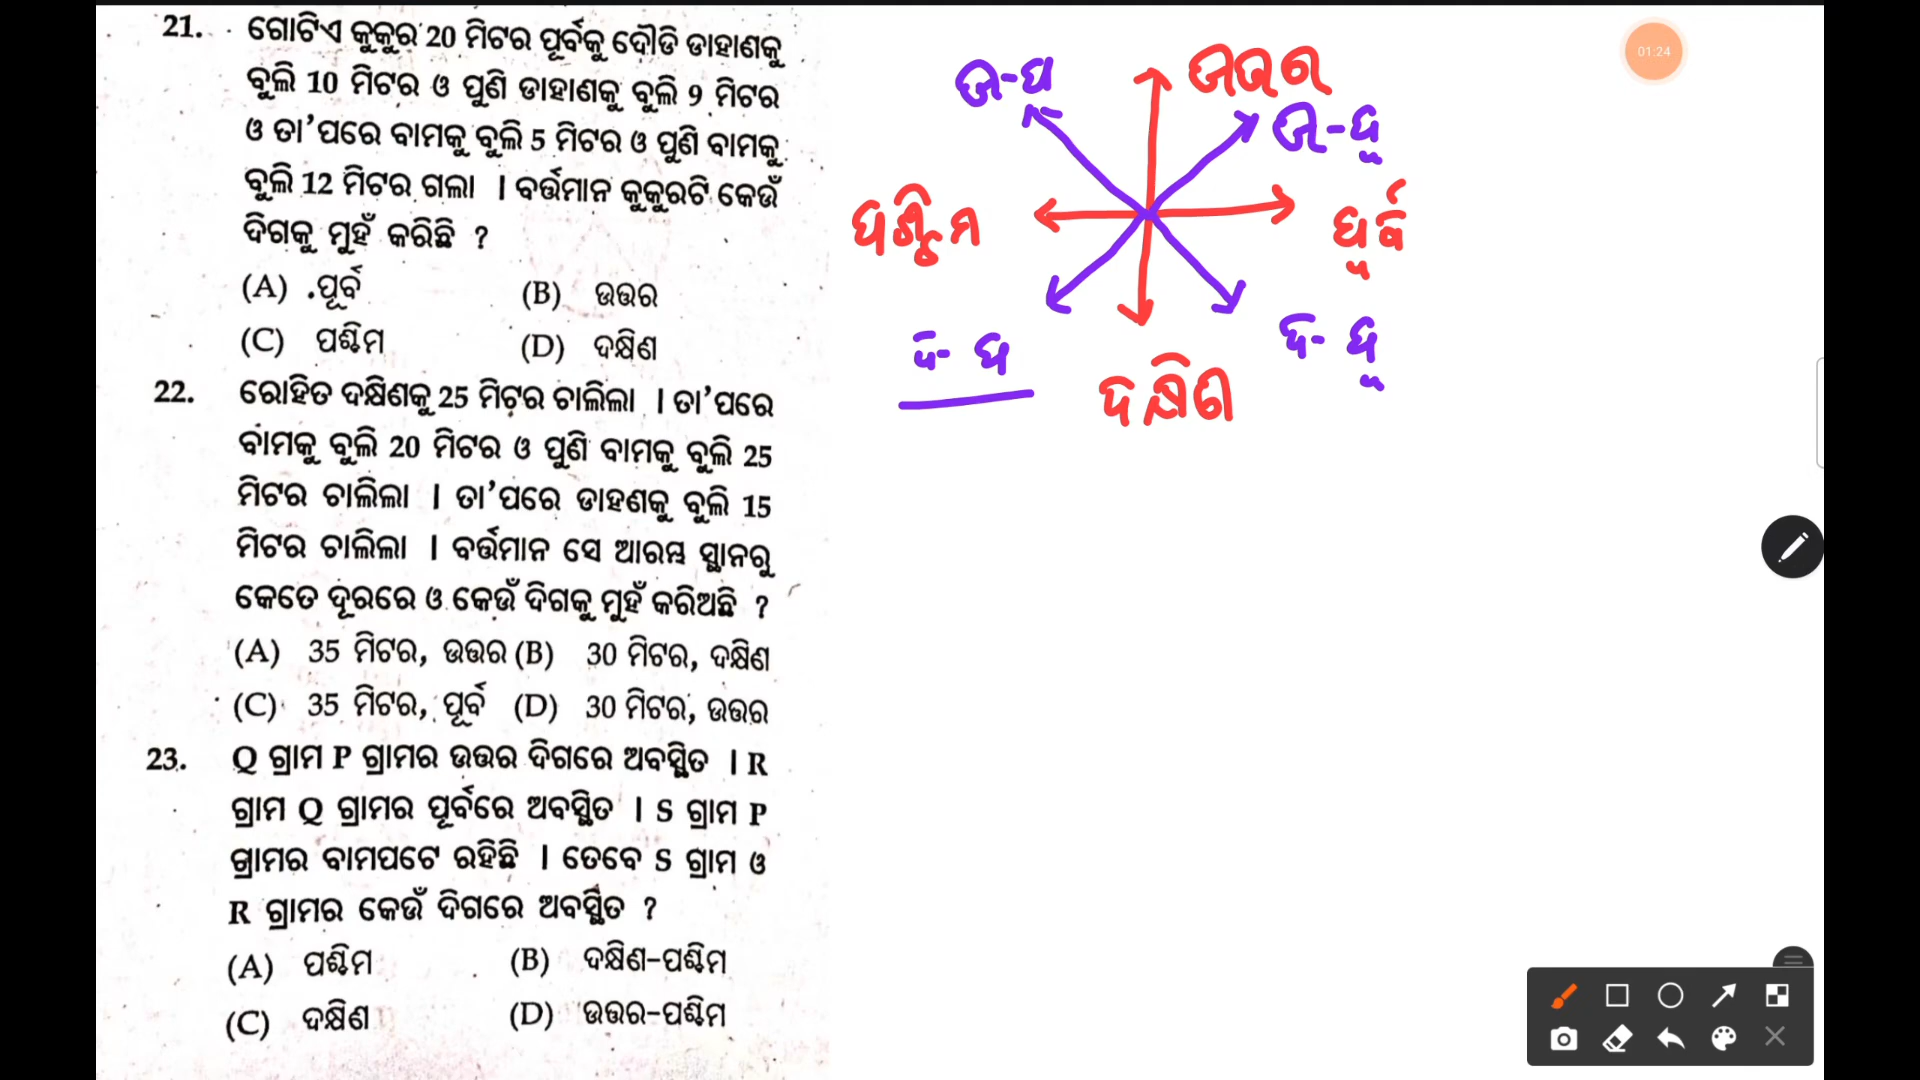 21. ଗୋଟିଏ କୁକୁର 20 ମିଟର ପୂର୍ବକୁ ଦୌଡି ଡାହାଣକୁ
ବୁଲି 10 ମିଟର ଓ ପୁଣି ଡାହାଣକୁ ବୁଲି 9 ମିଟର
ଓ ତା’ପରେ ବାମକୁ ବୁଲି 5 ମିଟର ଓ ପୁଣି ବାମକୁ
ବୁଲି 12 ମିଟର ଗଲା । ବର୍ତ୍ତମାନ କୁକୁରଟି କେଉଁ
ଦିଗକୁ ମୁହଁ କରିଛି ?
(A) ପୂର୍ବ (B) ଉତ୍ତର
(C) ପଶ୍ଚିମ (D) ଦକ୍ଷିଣ
22. ରୋହିତ ଦକ୍ଷିଣକୁ 25 ମିଟର ଚାଲିଲା । ତା’ପରେ
ବାମକୁ ବୁଲି 20 ମିଟର ଓ ପୁଣି ବାମକୁ ବୁଲି 25
ମିଟର ଚାଲିଲା । ତା’ପରେ ଡାହଣକୁ ବୁଲି 15
ମିଟର ଚାଲିଲା । ବର୍ତ୍ତମାନ ସେ ଆରମ୍ଭ ସ୍ଥାନରୁ
କେତେ ଦୂରରେ ଓ କେଉଁ ଦିଗକୁ ମୁହଁ କରିଅଛି ?
(A) 35 ମିଟର, ଉତ୍ତର (B) 30 ମିଟର, ଦକ୍ଷିଣ
(C) 35 ମିଟର, ପୂର୍ବ (D) 30 ମିଟର, ଉତ୍ତର
23. Q ଗ୍ରାମ P ଗ୍ରାମର ଉତ୍ତର ଦିଗରେ ଅବସ୍ଥିତ । R
ଗ୍ରାମ Q ଗ୍ରାମର ପୂର୍ବରେ ଅବସ୍ଥିତ । S ଗ୍ରାମ P
ଗ୍ରାମର ବାମପଟେ ରହିଛି । ତେବେ S ଗ୍ରାମ ଓ
R ଗ୍ରାମର କେଉଁ ଦିଗରେ ଅବସ୍ଥିତ ?
(A) ପଶ୍ଚିମ (B) ଦକ୍ଷିଣ-ପଶ୍ଚିମ
(C) ଦକ୍ଷିଣ (D) ଉତ୍ତର-ପଶ୍ଚିମ
ଉ-ପ ଉତ୍ତର
ଉ-ପୂ
ପଶ୍ଚିମ ପୂର୍ବ
ଦ-ପ ଦ-ପୂ
ଦକ୍ଷିଣ
01:24